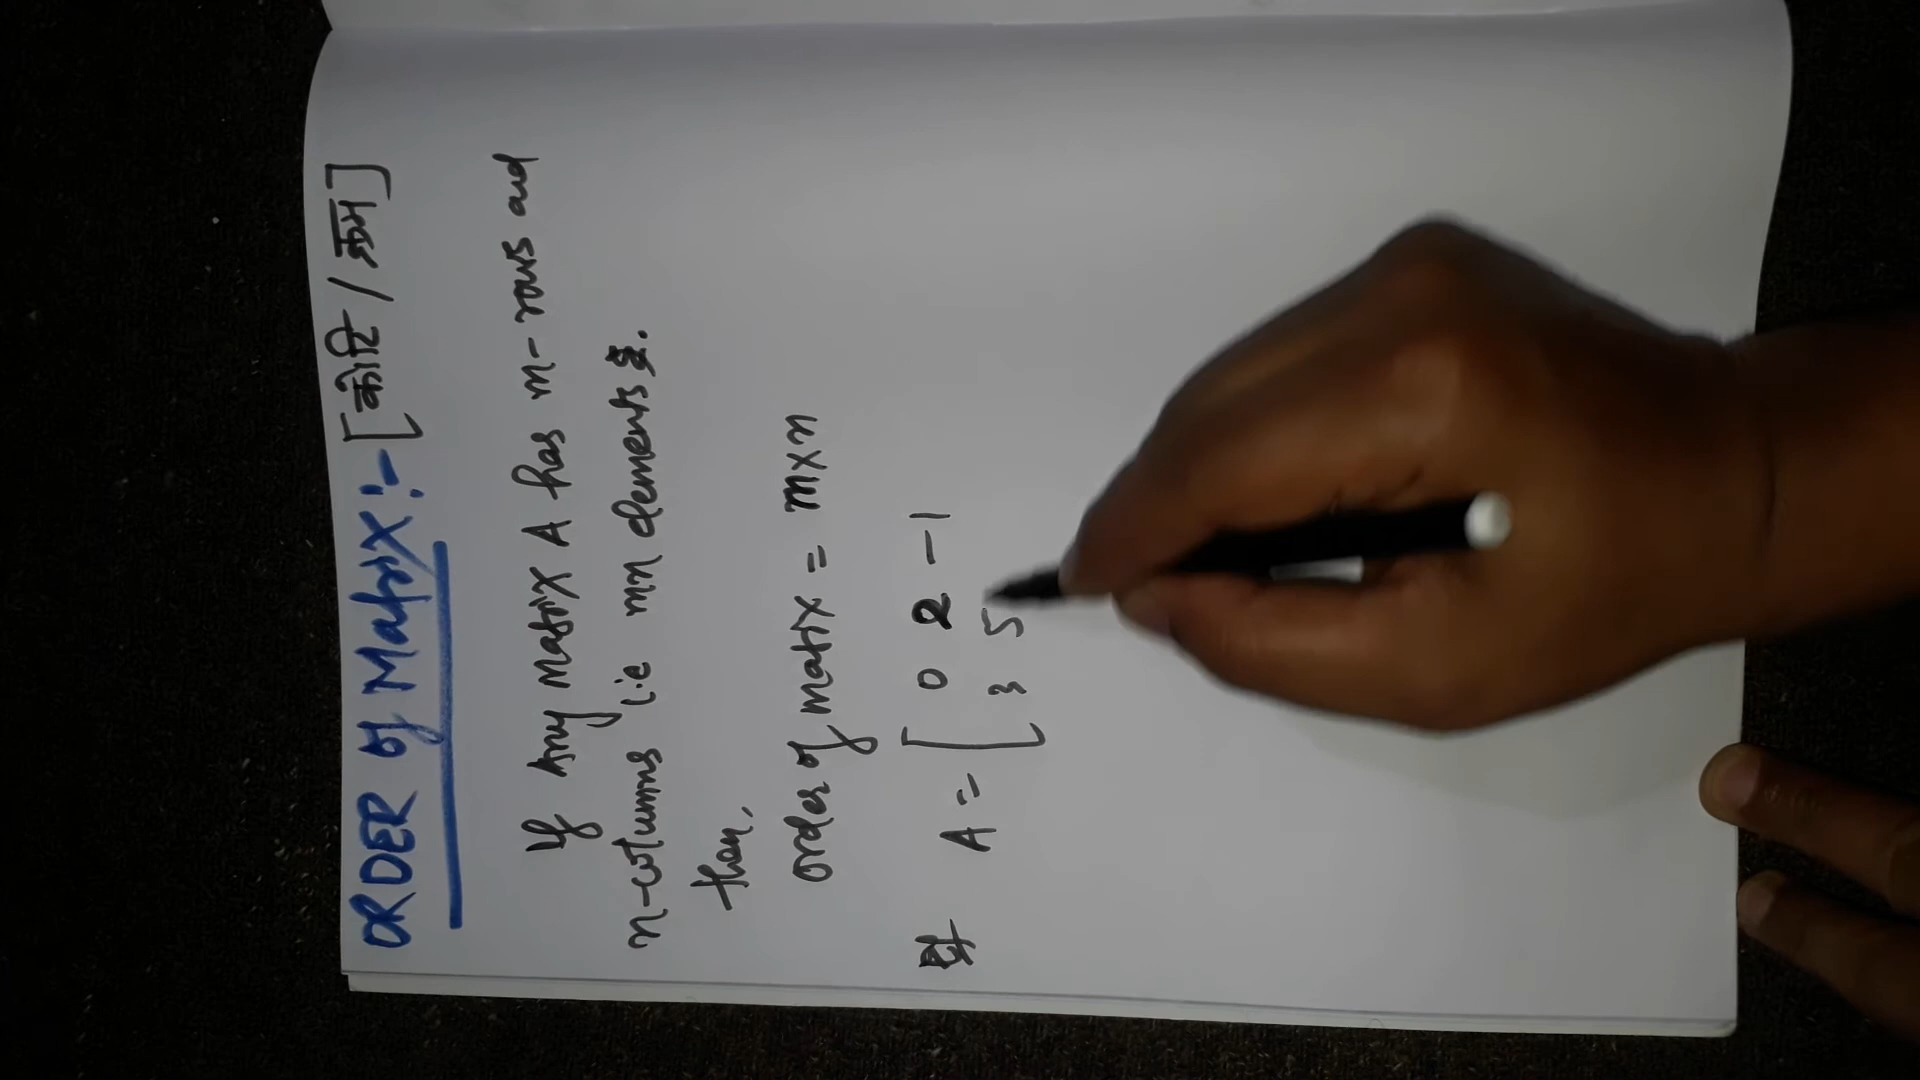 ORDER of Matrix :- [कोटि / क्रम]
If Any Matrix A has m-rows and
n-columns i.e mn elements.
then,
order of matrix = m×n
A = [ 0 2 -1
3 5